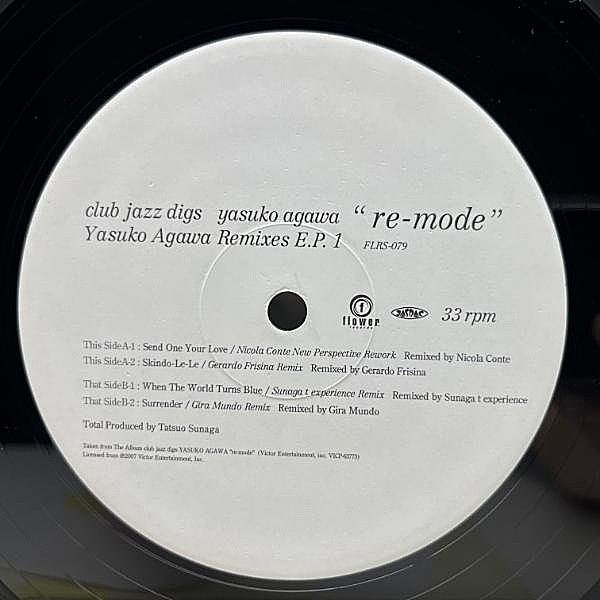 club jazz digs yasuko agawa “ re-mode ”
Yasuko Agawa Remixes E.P. 1 FLRS-079
f
flower
records
JASRAC
33 rpm
This SideA-1 : Send One Your Love / Nicola Conte New Perspective Rework Remixed by Nicola Conte
This SideA-2 : Skindo-Le-Le / Gerardo Frisina Remix Remixed by Gerardo Frisina
That SideB-1 : When The World Turns Blue / Sunaga t experience Remix Remixed by Sunaga t experience
That SideB-2 : Surrender / Gira Mundo Remix Remixed by Gira Mundo
Total Produced by Tatsuo Sunaga
Taken from The Album club jazz digs YASUKO AGAWA "re-mode" (Victor Entertainment, inc. VICP-63773)
Licensed from ℗2007 Victor Entertainment, Inc.